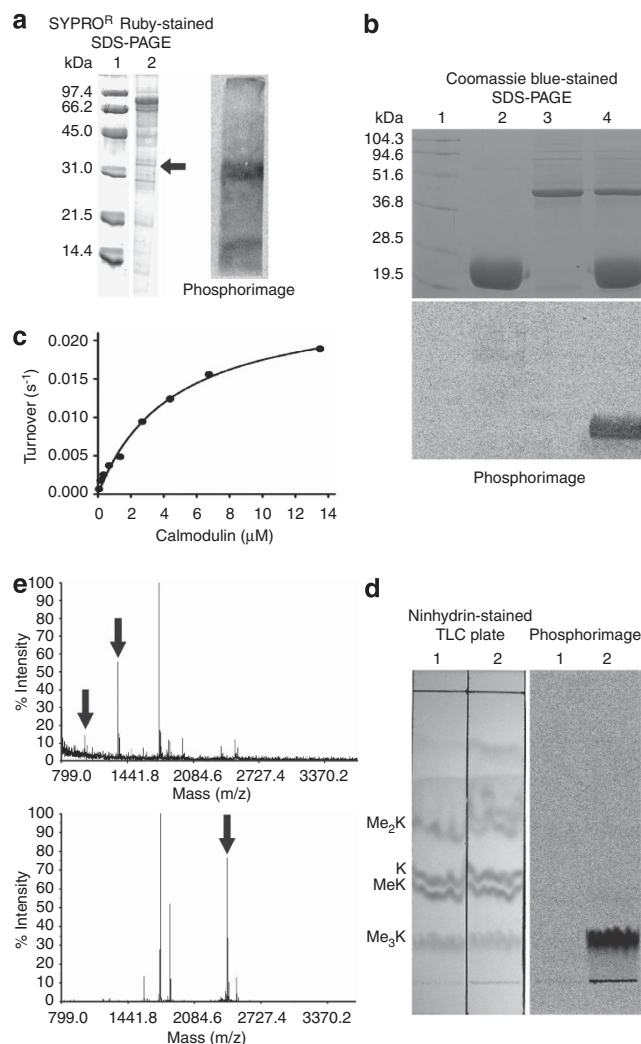 a
SYPROR Ruby-stained
SDS-PAGE
kDa 1 2
97.4
66.2
45.0
31.0
21.5
14.4
Phosphorimage
b
Coomassie blue-stained
SDS-PAGE
kDa 1 2 3 4
104.3
94.6
51.6
36.8
28.5
19.5
Phosphorimage
c
Turnover (s-1)
0.020
0.015
0.010
0.005
0.000
0 2 4 6 8 10 12 14
Calmodulin (μM)
e
% Intensity
100
90
80
70
60
50
40
30
20
10
0
799.0 1441.8 2084.6 2727.4 3370.2
Mass (m/z)
% Intensity
100
90
80
70
60
50
40
30
20
10
0
799.0 1441.8 2084.6 2727.4 3370.2
Mass (m/z)
d
Ninhydrin-stained
TLC plate Phosphorimage
1 2 1 2
Me2K
K
MeK
Me3K